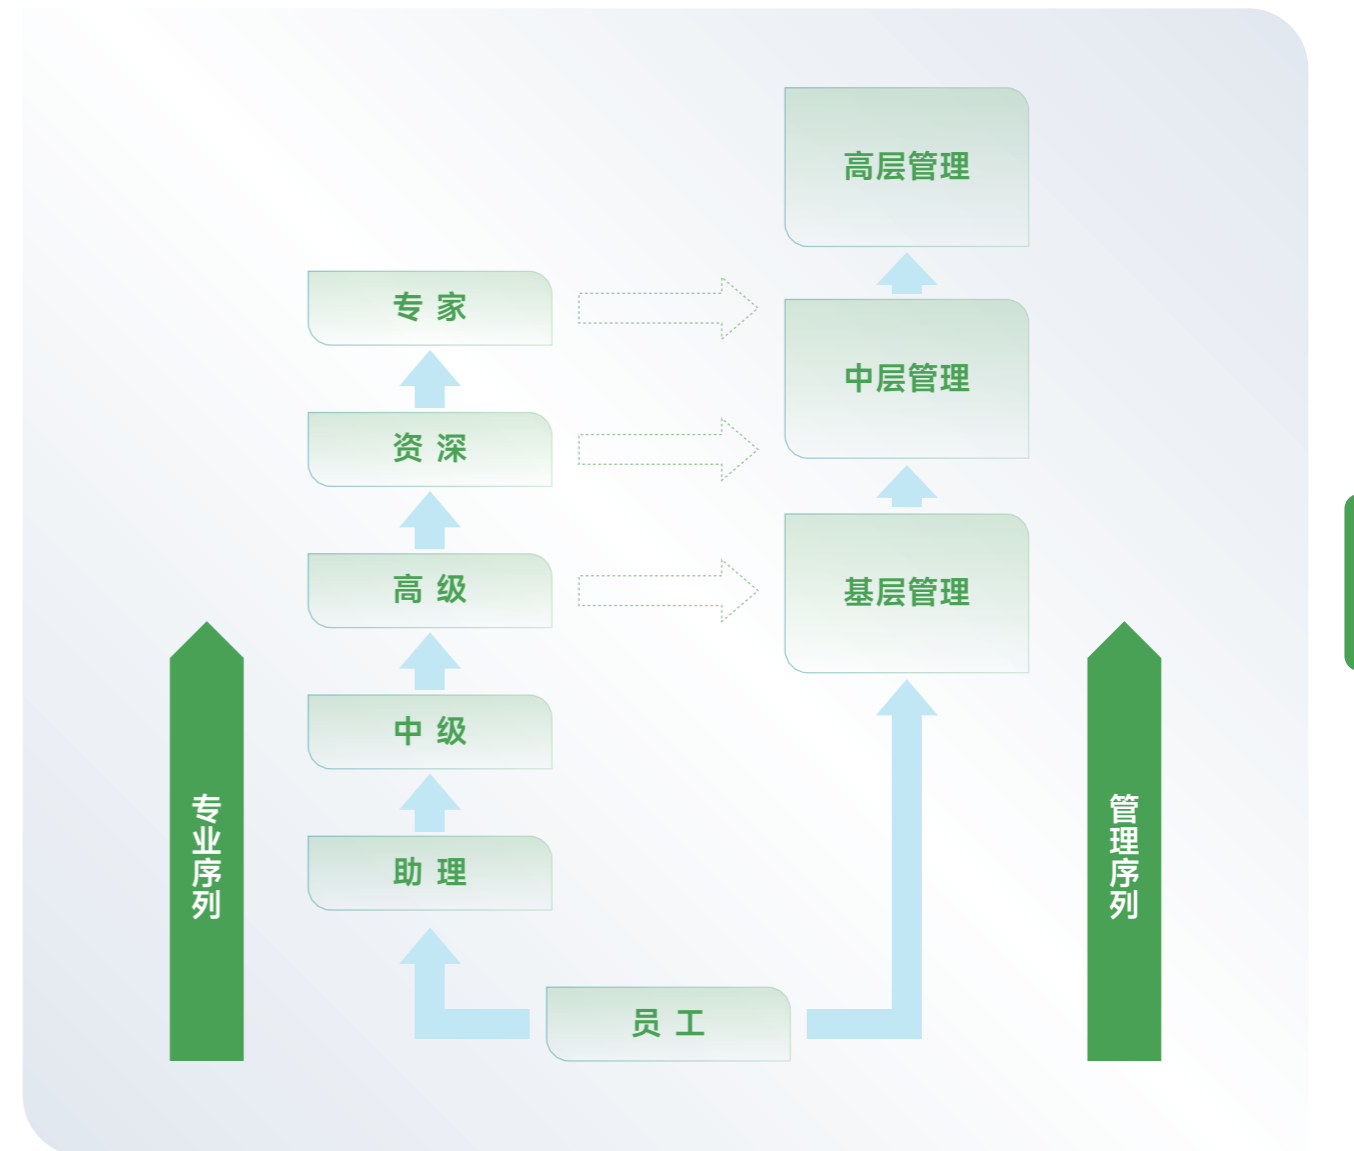 高层管理
专 家
中层管理
资 深
高 级
基层管理
中 级
助 理
专业序列
管理序列
员 工